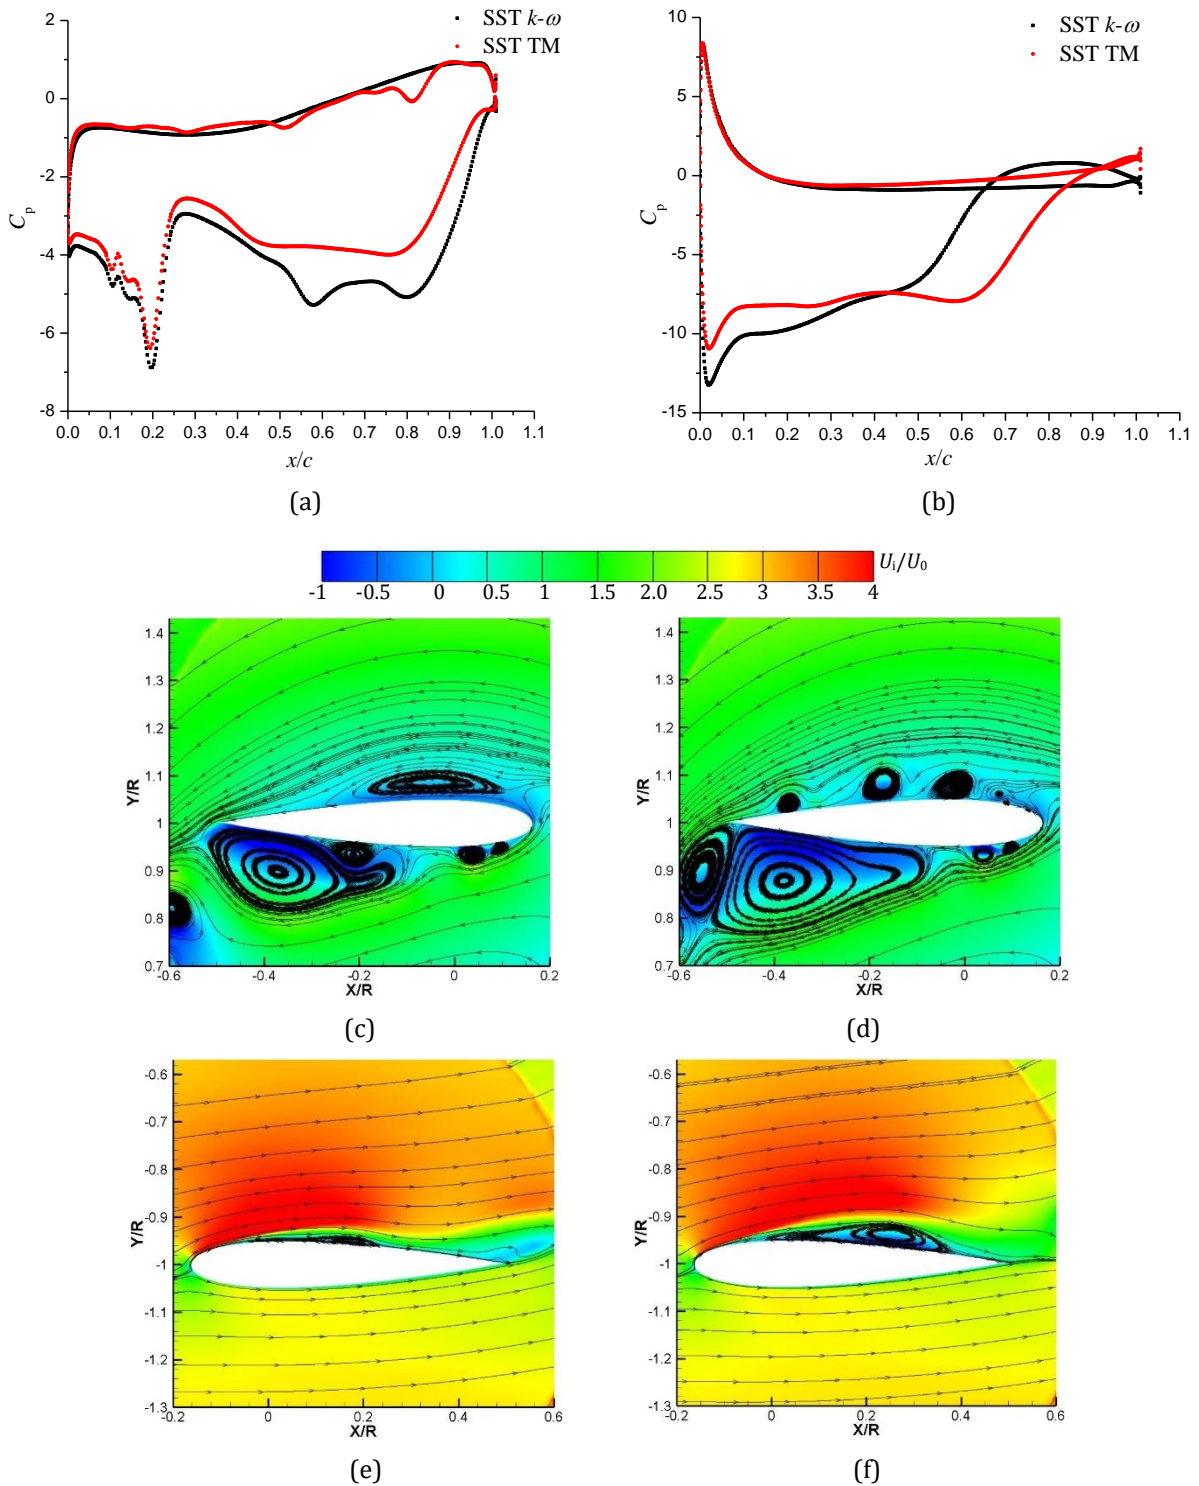 2
0
-2
-4
-6
-8
C_p
SST k-ω
SST TM
0.0 0.1 0.2 0.3 0.4 0.5 0.6 0.7 0.8 0.9 1.0 1.1
x/c
(a)
10
5
0
-5
-10
-15
C_p
SST k-ω
SST TM
0.0 0.1 0.2 0.3 0.4 0.5 0.6 0.7 0.8 0.9 1.0 1.1
x/c
(b)
U_i/U_0
-1 -0.5 0 0.5 1 1.5 2.0 2.5 3 3.5 4
1.4
1.3
1.2
1.1
1
0.9
0.8
0.7
Y/R
-0.6 -0.4 -0.2 0 0.2
X/R
(c)
1.4
1.3
1.2
1.1
1
0.9
0.8
0.7
Y/R
-0.6 -0.4 -0.2 0 0.2
X/R
(d)
-0.6
-0.7
-0.8
-0.9
-1
-1.1
-1.2
-1.3
Y/R
-0.2 0 0.2 0.4 0.6
X/R
(e)
-0.6
-0.7
-0.8
-0.9
-1
-1.1
-1.2
-1.3
Y/R
-0.2 0 0.2 0.4 0.6
X/R
(f)